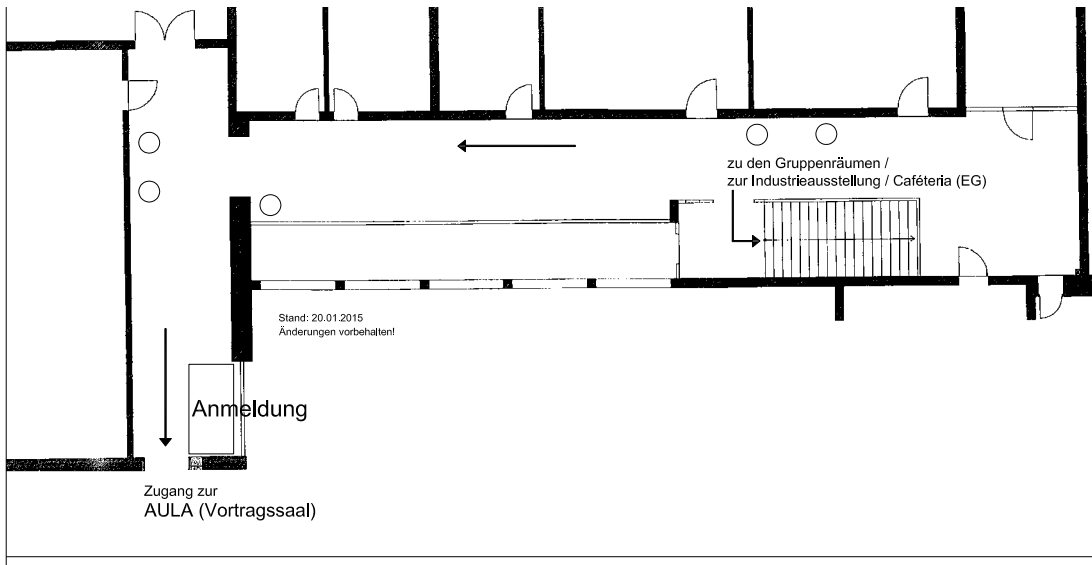 zu den Gruppenräumen /
zur Industrieausstellung / Caféteria (EG)
Stand: 20.01.2015
Änderungen vorbehalten!
Anmeldung
Zugang zur
AULA (Vortragssaal)